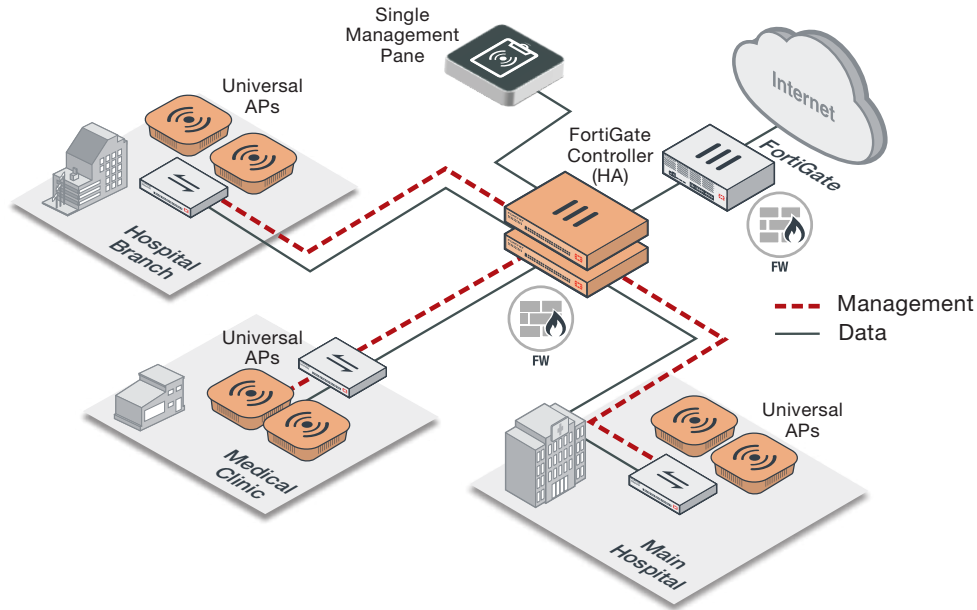 Single
Management
Pane
Universal
APs
Internet
FortiGate
Controller
(HA)
FortiGate
Hospital
Branch
FW
Management
Data
FW
Universal
APs
Medical
Clinic
Universal
APs
Main
Hospital